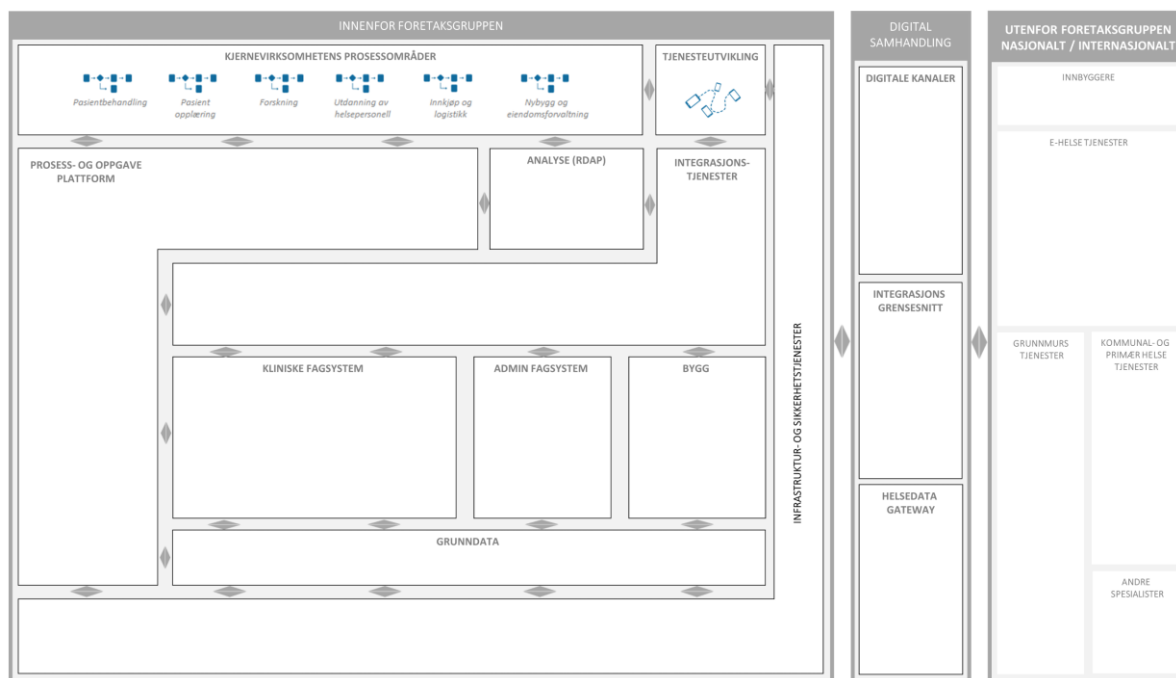 INNENFOR FORETAKSGRUPPEN
KJERNEVIRKSOMHETENS PROSESSOMRÅDER
Pasientbehandling
Pasient
opplæring
Forskning
Utdanning av
helsepersonell
Innkjøp og
logistikk
Nybygg og
eiendomsforvaltning
TJENESTEUTVIKLING
PROSESS- OG OPPGAVE
PLATTFORM
ANALYSE (RDAP)
INTEGRASJONS-
TJENESTER
KLINISKE FAGSYSTEM
ADMIN FAGSYSTEM
BYGG
GRUNNDATA
INFRASTRUKTUR- OG SIKKERHETSTJENESTER
DIGITAL
SAMHANDLING
DIGITALE KANALER
INTEGRASJONS
GRENSESNITT
HELSEDATA
GATEWAY
UTENFOR FORETAKSGRUPPEN
NASJONALT / INTERNASJONALT
INNBYGGERE
E-HELSE TJENESTER
GRUNNMURS
TJENESTER
KOMMUNAL- OG
PRIMÆR HELSE
TJENESTER
ANDRE
SPESIALISTER